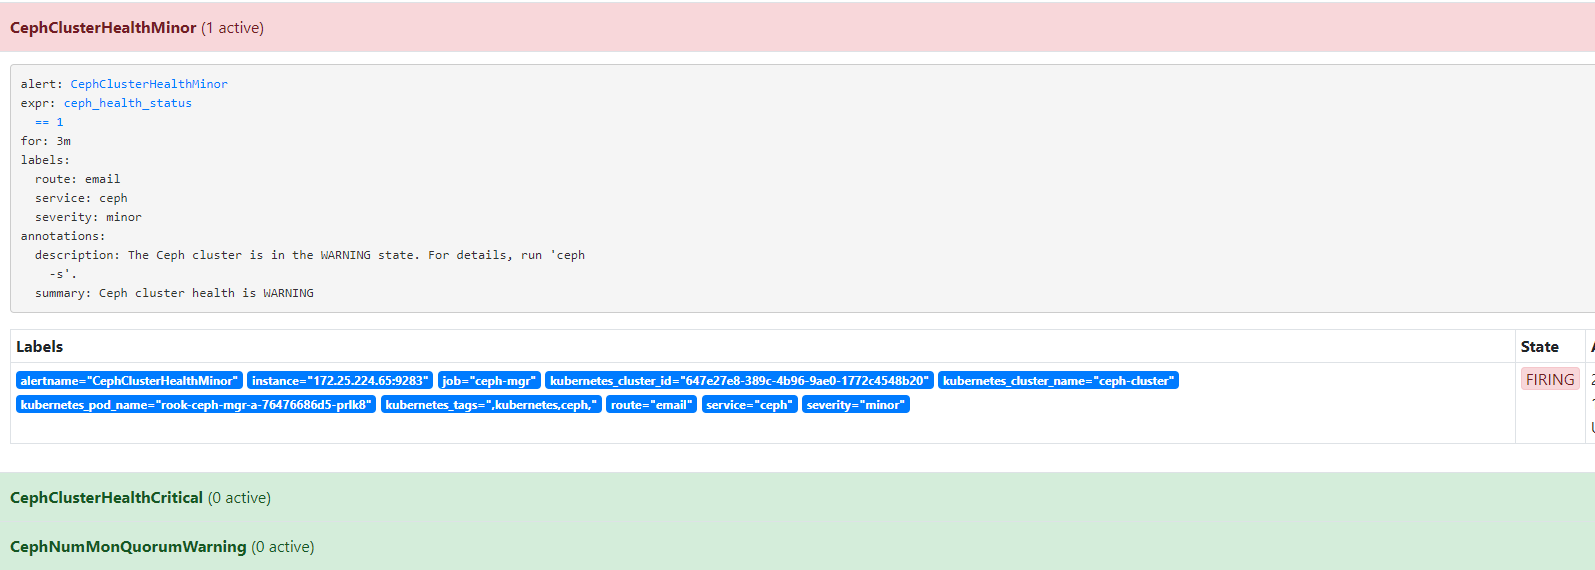 CephClusterHealthMinor (1 active)
alert: CephClusterHealthMinor
expr: ceph_health_status
== 1
for: 3m
labels:
route: email
service: ceph
severity: minor
annotations:
description: The Ceph cluster is in the WARNING state. For details, run 'ceph
-s'.
summary: Ceph cluster health is WARNING
Labels State
alertname="CephClusterHealthMinor" instance="172.25.224.65:9283" job="ceph-mgr" kubernetes_cluster_id="647e27e8-389c-4b96-9ae0-1772c4548b20" kubernetes_cluster_name="ceph-cluster" FIRING
kubernetes_pod_name="rook-ceph-mgr-a-76476686d5-prlk8" kubernetes_tags=",kubernetes,ceph," route="email" service="ceph" severity="minor"
CephClusterHealthCritical (0 active)
CephNumMonQuorumWarning (0 active)